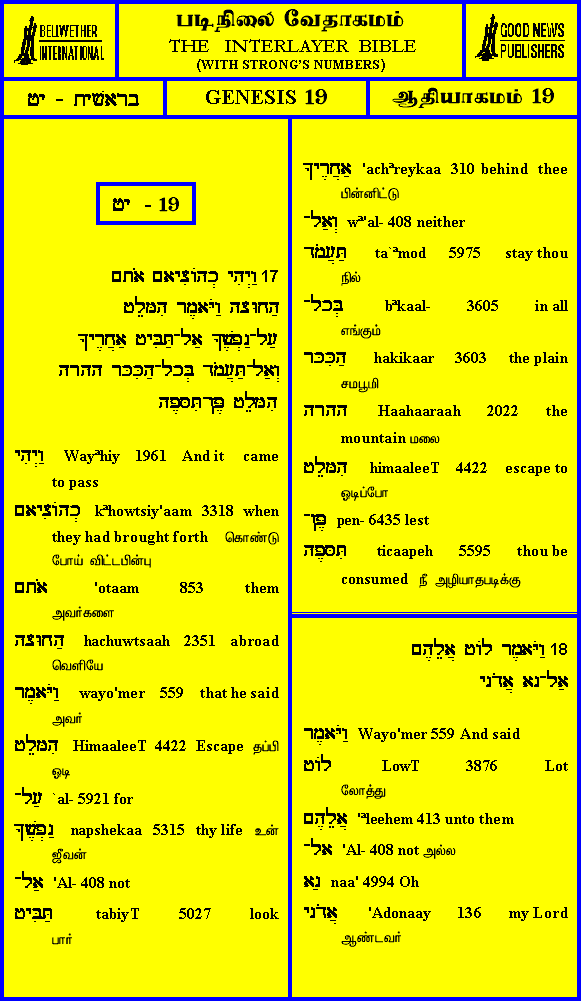 BELLWETHER
INTERNATIONAL
படிநிலை வேதாகமம்
THE INTERLAYER BIBLE
(WITH STRONG'S NUMBERS)
GOOD NEWS
PUBLISHERS
בראשית - יט
GENESIS 19
ஆதியாகமம் 19
יט - 19
17 וַיְהִי כְהוֹצִיאָם אֹתָם
הַחוּצָה וַיֹּאמֶר הִמָּלֵט
עַל־נַפְשֶׁךָ אַל־תַּבִּיט אַחֲרֶיךָ
וְאַל־תַּעֲמֹד בְּכָל־הַכִּכָּר הָהָרָה
הִמָּלֵט פֶּן־תִּסָּפֶה
וַיְהִי Wayªhiy 1961 And it came
to pass
כְהוֹצִיאָם kªhowtsiy'aam 3318 when
they had brought forth கொண்டு
போய் விட்டபின்பு
אֹתָם 'otaam 853 them
அவர்களை
הַחוּצָה hachuwtsaah 2351 abroad
வெளியே
וַיֹּאמֶר wayo'mer 559 that he said
அவர்
הִמָּלֵט HimaaleeT 4422 Escape தப்பி
ஓடி
עַל־ `al- 5921 for
נַפְשֶׁךָ napshekaa 5315 thy life உன்
ஜீவன்
אַל־ 'Al- 408 not
תַּבִּיט tabiyT 5027 look
பார்
אַחֲרֶיךָ 'achªreykaa 310 behind thee
பின்னிட்டு
וְאַל־ wª'al- 408 neither
תַּעֲמֹד ta`ªmod 5975 stay thou
நில்
בְּכָל־ bªkaal- 3605 in all
எங்கும்
הַכִּכָּר hakikaar 3603 the plain
சமபூமி
הָהָרָה Haahaaraah 2022 the
mountain மலை
הִמָּלֵט himaaleeT 4422 escape to
ஓடிப்போ
פֶּן־ pen- 6435 lest
תִּסָּפֶה ticaapeh 5595 thou be
consumed நீ அழியாதபடிக்கு
18 וַיֹּאמֶר לוֹט אֲלֵהֶם
אַל־נָא אֲדֹנָי
וַיֹּאמֶר Wayo'mer 559 And said
לוֹט LowT 3876 Lot
லோத்து
אֲלֵהֶם 'ªleehem 413 unto them
אַל־ 'Al- 408 not அல்ல
נָא naa' 4994 Oh
אֲדֹנָי 'Adonaay 136 my Lord
ஆண்டவர்